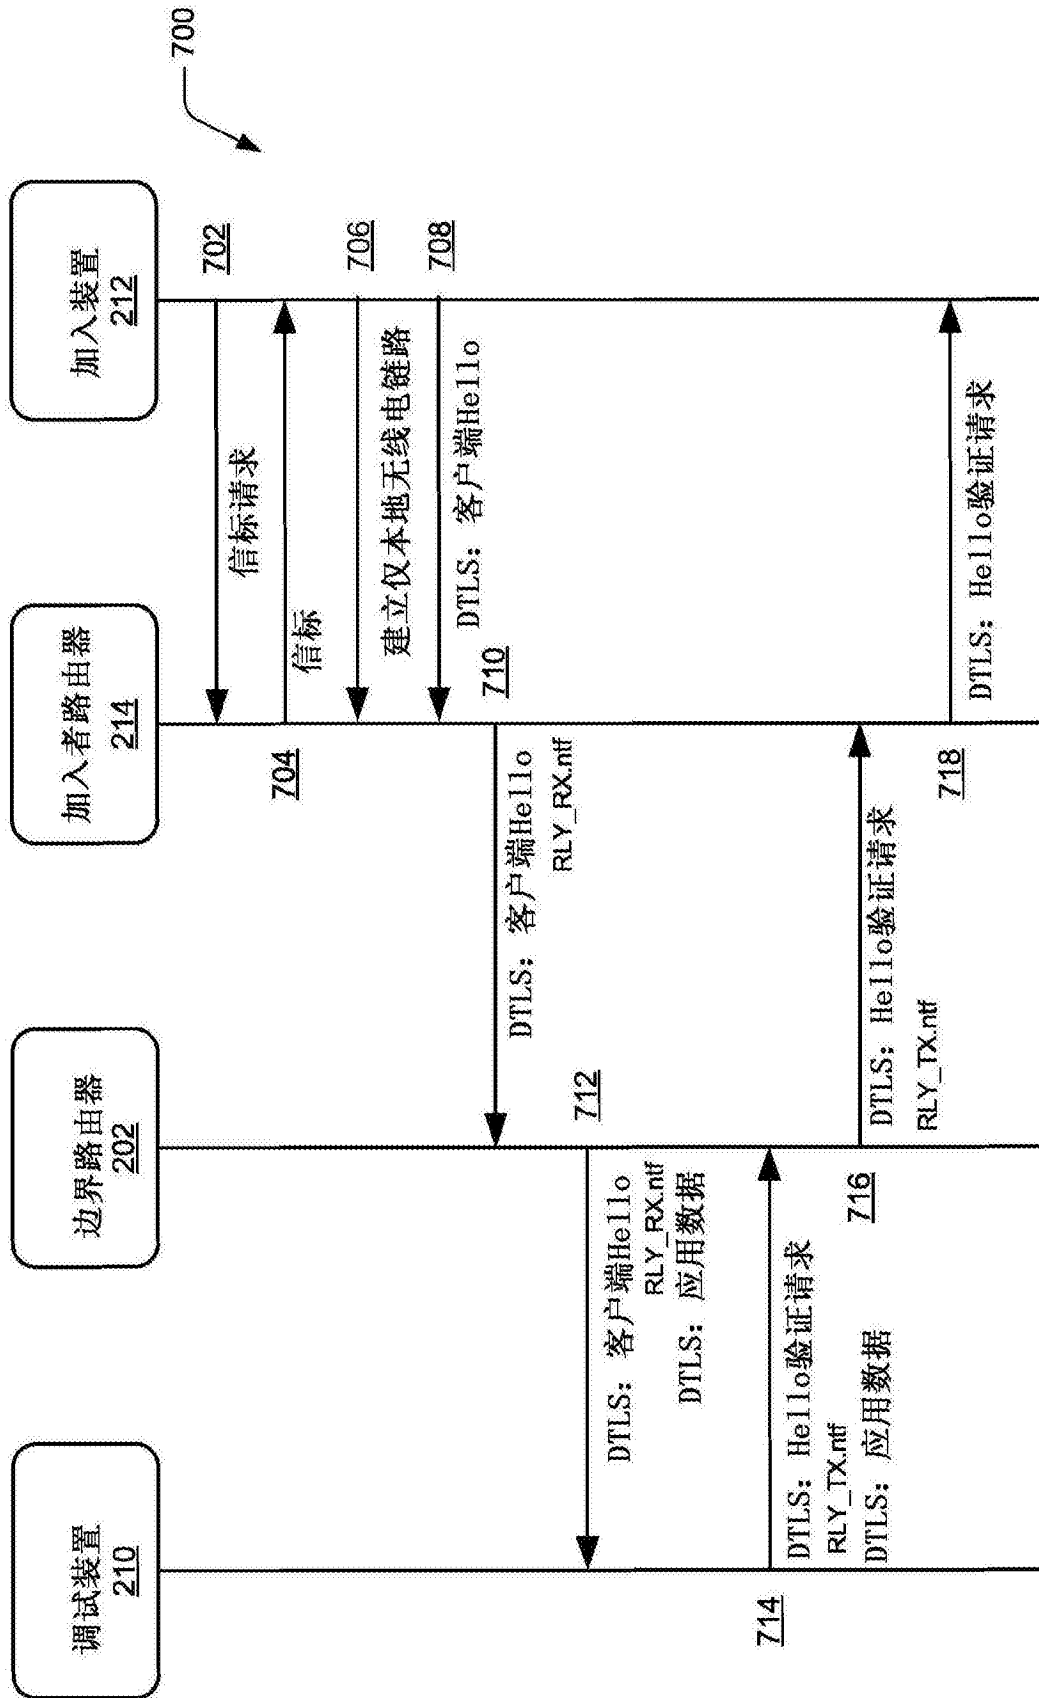 700
调试装置
210
边界路由器
202
加入者路由器
214
加入装置
212
702
信标请求
704
信标
706
建立仅本地无线电链路
708
DTLS：客户端Hello
710
DTLS：客户端Hello
RLY_RX.ntf
712
DTLS：客户端Hello
RLY_RX.ntf
DTLS：应用数据
714
DTLS：Hello验证请求
RLY_TX.ntf
DTLS：应用数据
716
DTLS：Hello验证请求
RLY_TX.ntf
718
DTLS：Hello验证请求